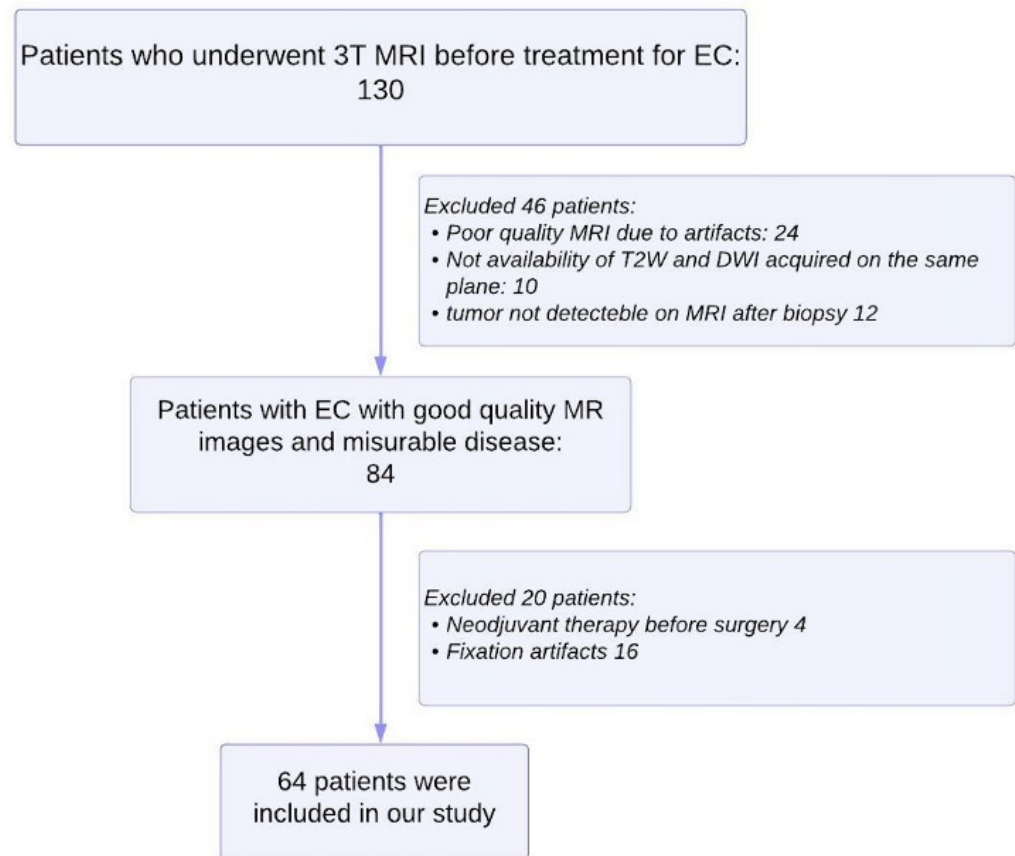 Patients who underwent 3T MRI before treatment for EC:
130
Excluded 46 patients:
• Poor quality MRI due to artifacts: 24
• Not availability of T2W and DWI acquired on the same
plane: 10
• tumor not detecteble on MRI after biopsy 12
Patients with EC with good quality MR
images and misurable disease:
84
Excluded 20 patients:
• Neodjuvant therapy before surgery 4
• Fixation artifacts 16
64 patients were
included in our study